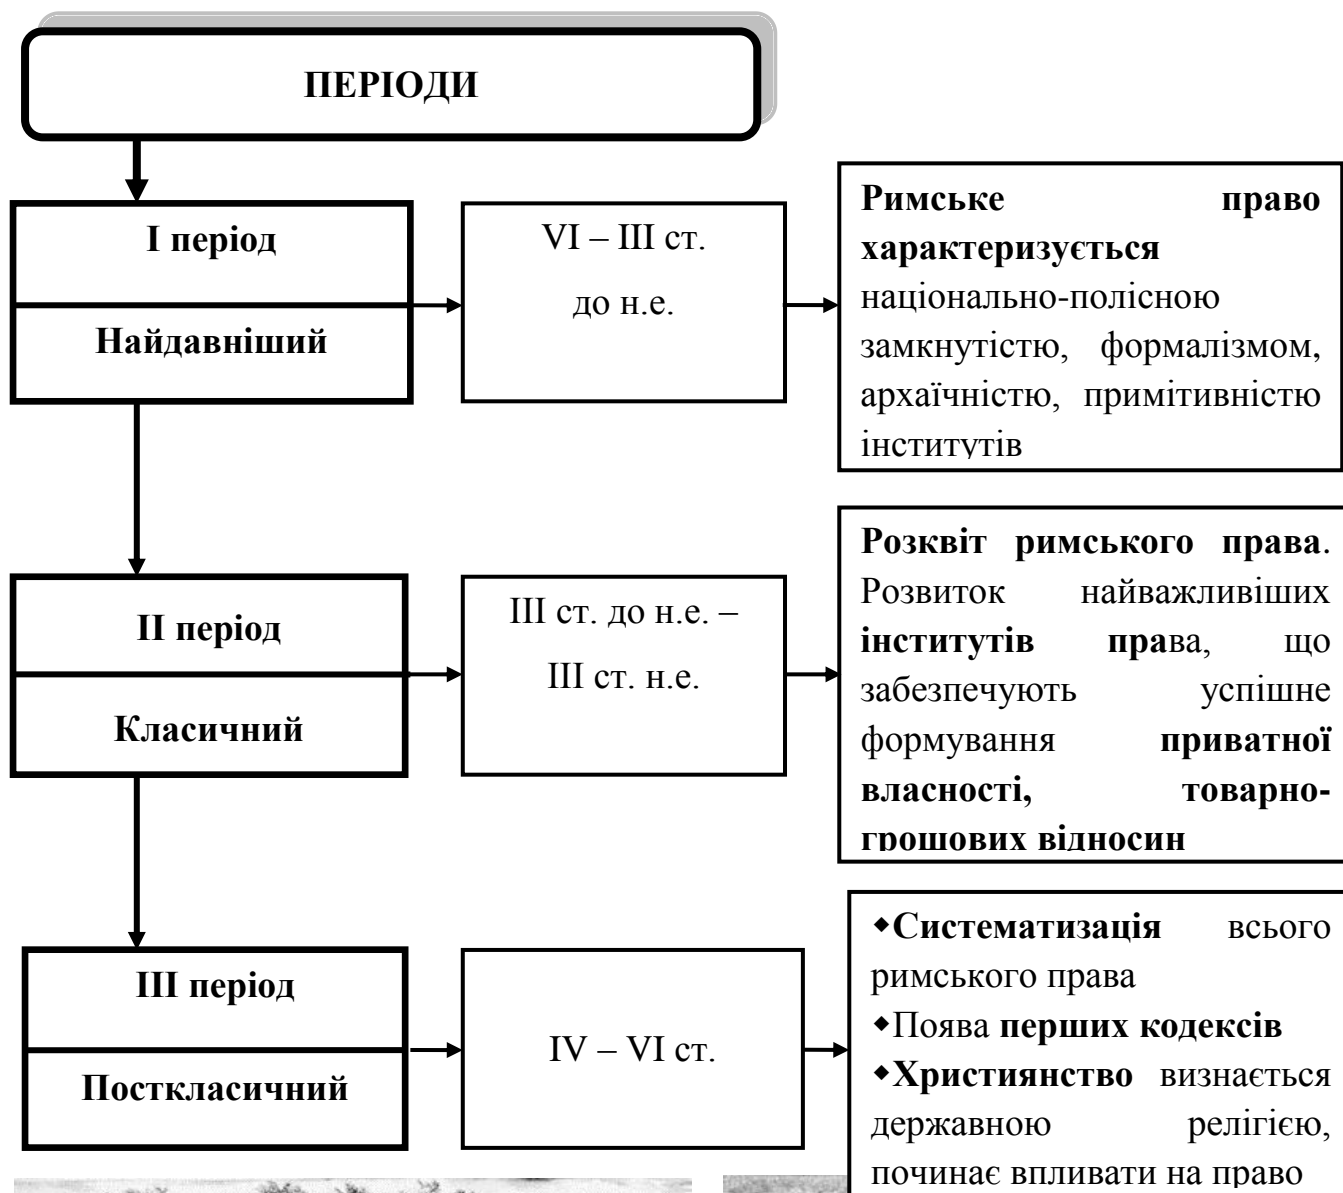 ПЕРІОДИ
І період
Найдавніший
VI – III ст.
до н.е.
Римське право
характеризується
національно-полісною
замкнутістю, формалізмом,
архаїчністю, примітивністю
інститутів
ІІ період
Класичний
III ст. до н.е. –
III ст. н.е.
Розквіт римського права.
Розвиток найважливіших
інститутів права, що
забезпечують успішне
формування приватної
власності, товарно-
грошових відносин
ІІІ період
Посткласичний
IV – VI ст.
◆Систематизація всього
римського права
◆Поява перших кодексів
◆Християнство визнається
державною релігією,
починає впливати на право